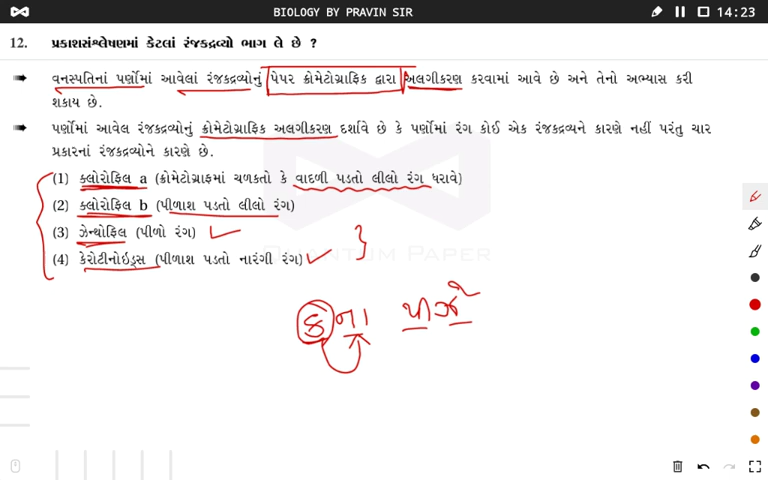 BIOLOGY BY PRAVIN SIR
14:23
12. પ્રકાશસંશ્લેષણમાં કેટલાં રંજકદ્રવ્યો ભાગ લે છે ?
વનસ્પતિનાં પર્ણોમાં આવેલાં રંજકદ્રવ્યોનું પેપર ક્રોમેટોગ્રાફિક દ્વારા અલગીકરણ કરવામાં આવે છે અને તેનો અભ્યાસ કરી
શકાય છે.
પર્ણોમાં આવેલ રંજકદ્રવ્યોનું ક્રોમેટોગ્રાફિક અલગીકરણ દર્શાવે છે કે પર્ણોમાં રંગ કોઈ એક રંજકદ્રવ્યને કારણે નહીં પરંતુ ચાર
પ્રકારનાં રંજકદ્રવ્યોને કારણે છે.
(1) ક્લોરોફિલ a (ક્રોમેટોગ્રાફમાં ચળકતો કે વાદળી પડતો લીલો રંગ ધરાવે)
(2) ક્લોરોફિલ b (પીળાશ પડતો લીલો રંગ)
(3) ઝેન્થોફિલ (પીળો રંગ)
(4) કેરોટીનોઇડ્સ (પીળાશ પડતો નારંગી રંગ)
QUANTUM PAPER
કેના